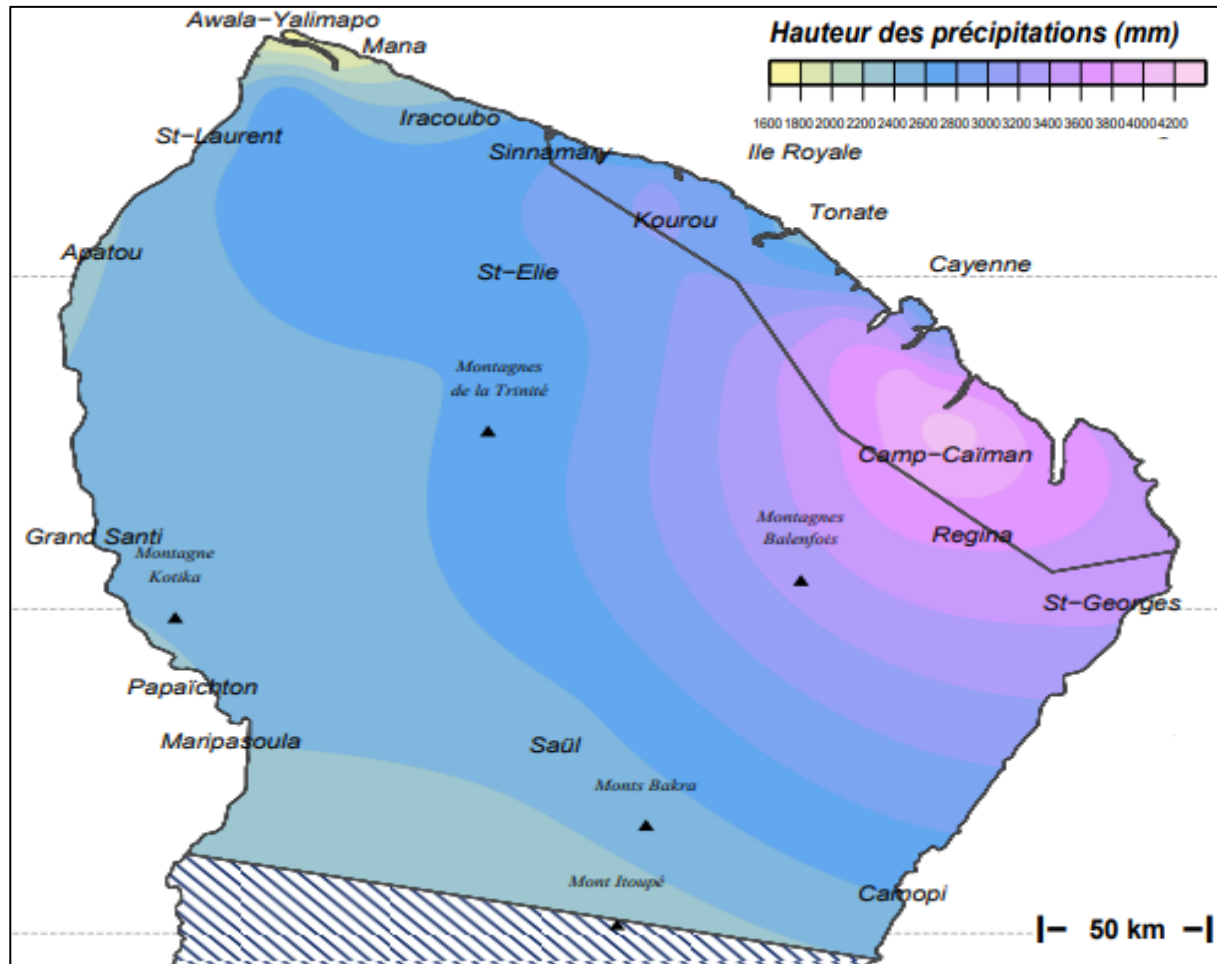 Awala-Yalimapo
Mana
Hauteur des précipitations (mm)
1600 1800 2000 2200 2400 2600 2800 3000 3200 3400 3600 3800 4000 4200
Iracoubo
St-Laurent
Sinnamary
Ile Royale
Kourou
Tonate
Apatou
St-Elie
Cayenne
Montagnes
de la Trinité
Camp-Caïman
Grand Santi
Montagne
Kotika
Montagnes
Balenfois
Regina
St-Georges
Papaïchton
Maripasoula
Saül
Monts Bakra
Mont Itoupé
Camopi
50 km